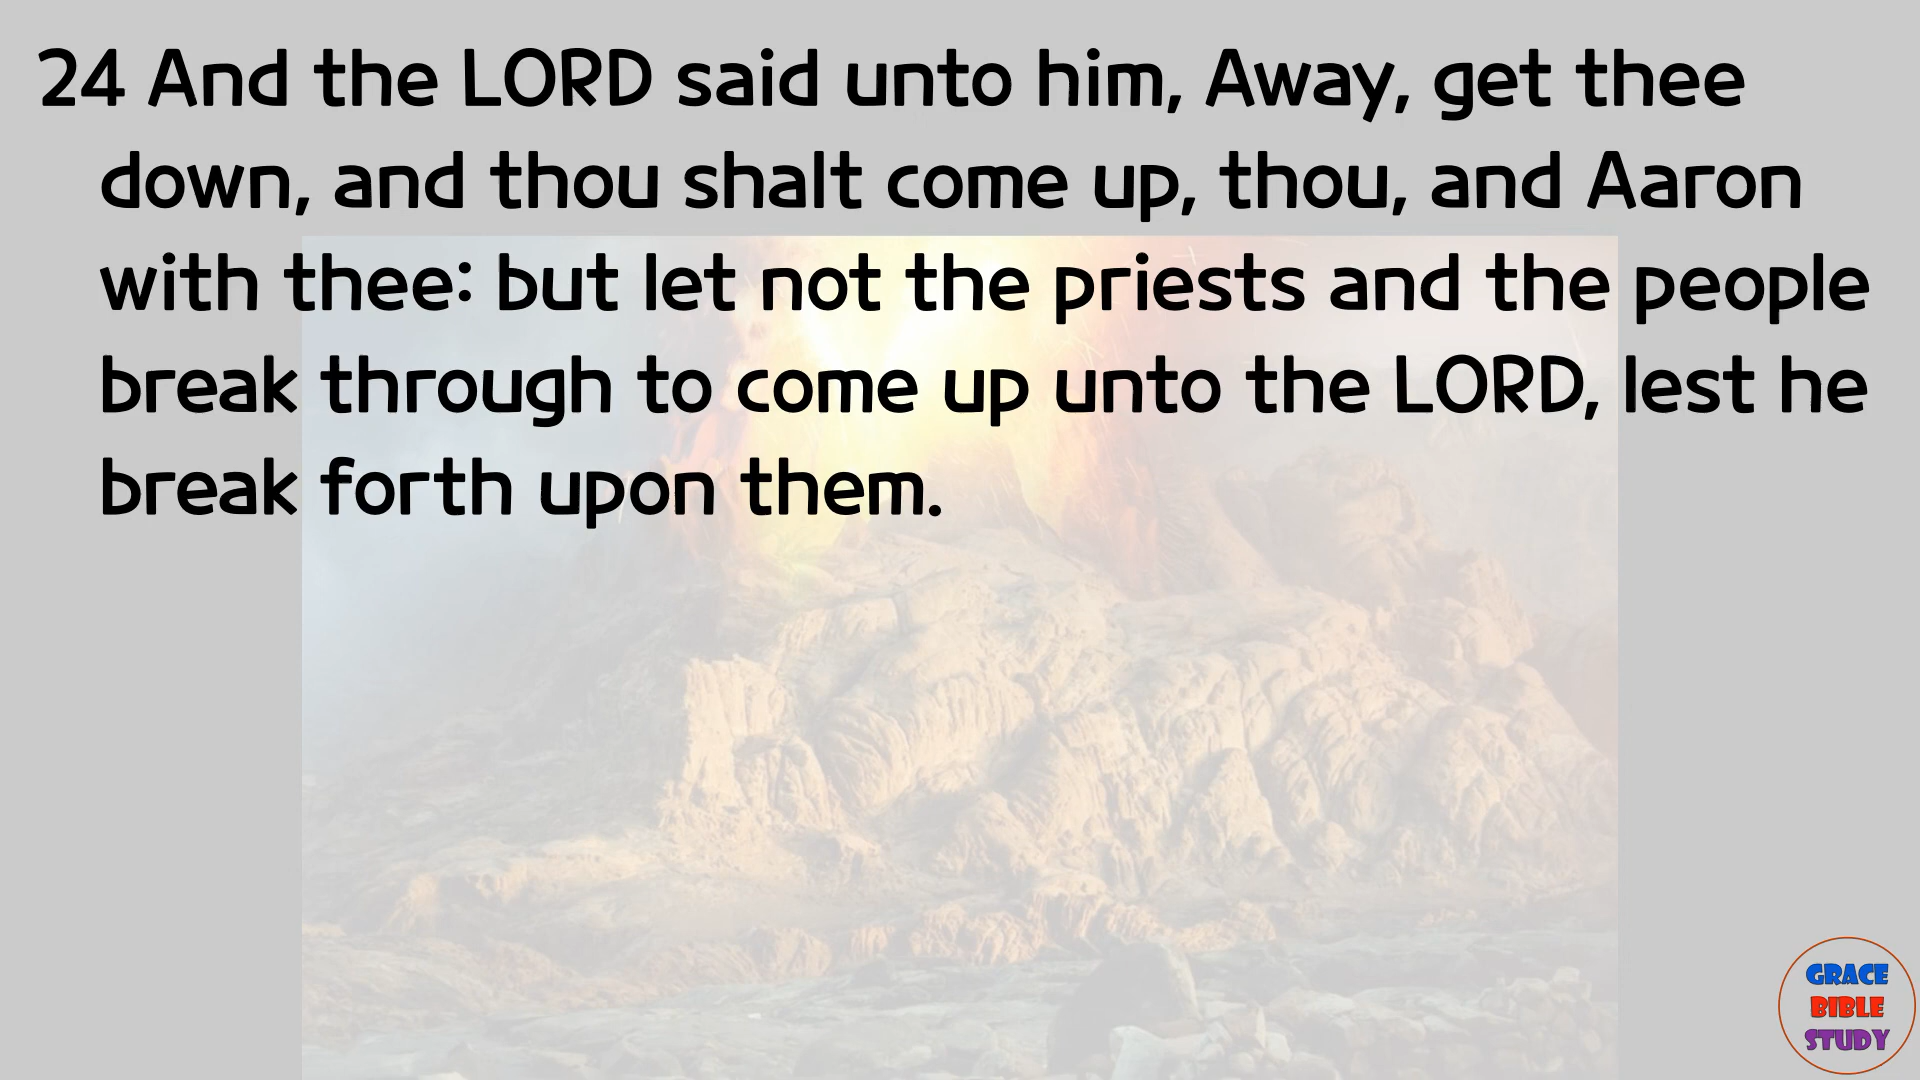 24 And the LORD said unto him, Away, get thee
down, and thou shalt come up, thou, and Aaron
with thee: but let not the priests and the people
break through to come up unto the LORD, lest he
break forth upon them.
GRACE
BIBLE
STUDY